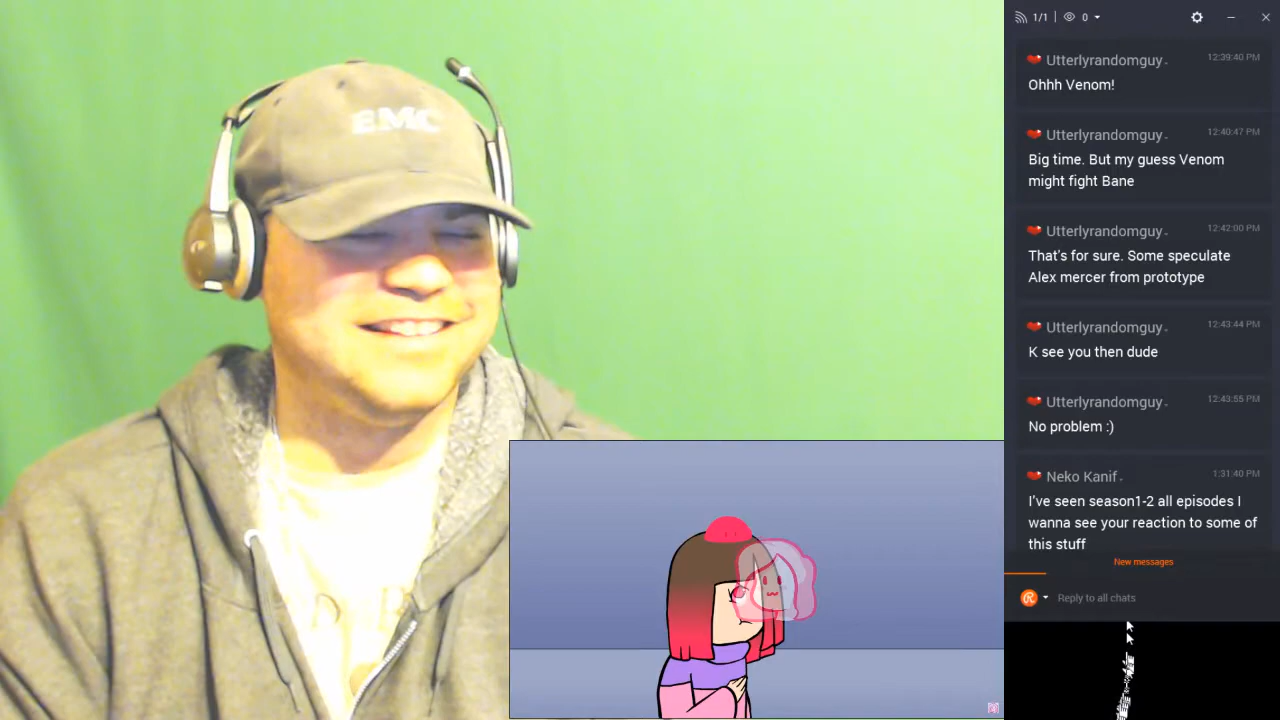 EMC
1/1
0
Utterlyrandomguy.
12:39:40 PM
Ohhh Venom!
Utterlyrandomguy.
12:40:47 PM
Big time. But my guess Venom
might fight Bane
Utterlyrandomguy.
12:42:00 PM
That's for sure. Some speculate
Alex mercer from prototype
Utterlyrandomguy.
12:43:44 PM
K see you then dude
Utterlyrandomguy.
12:43:55 PM
No problem :)
Neko Kanif.
1:31:40 PM
I've seen season1-2 all episodes I
wanna see your reaction to some of
this stuff
New messages
Reply to all chats